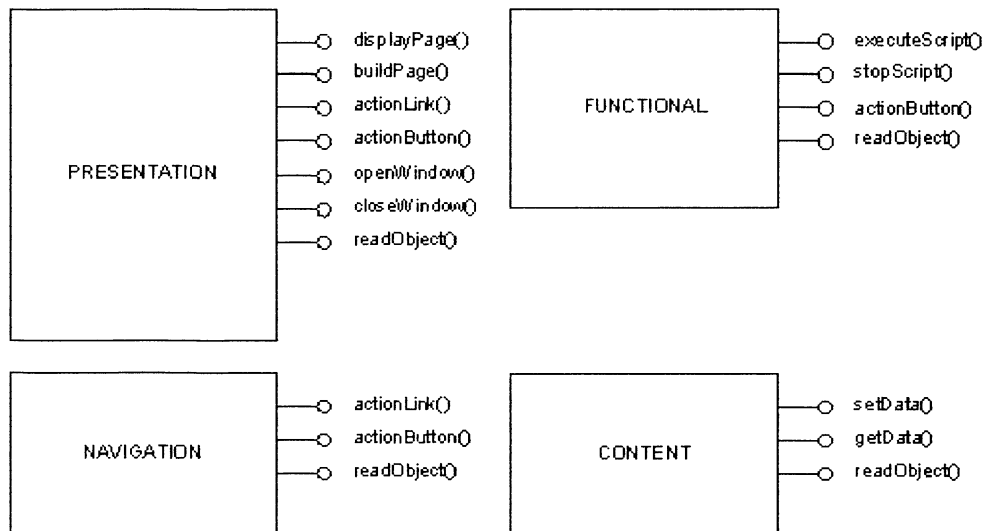 PRESENTATION
displayPage()
buildPage()
actionLink()
actionButton()
openWindow()
closeWindow()
readObject()
FUNCTIONAL
executeScript()
stopScript()
actionButton()
readObject()
NAVIGATION
actionLink()
actionButton()
readObject()
CONTENT
setData()
getData()
readObject()